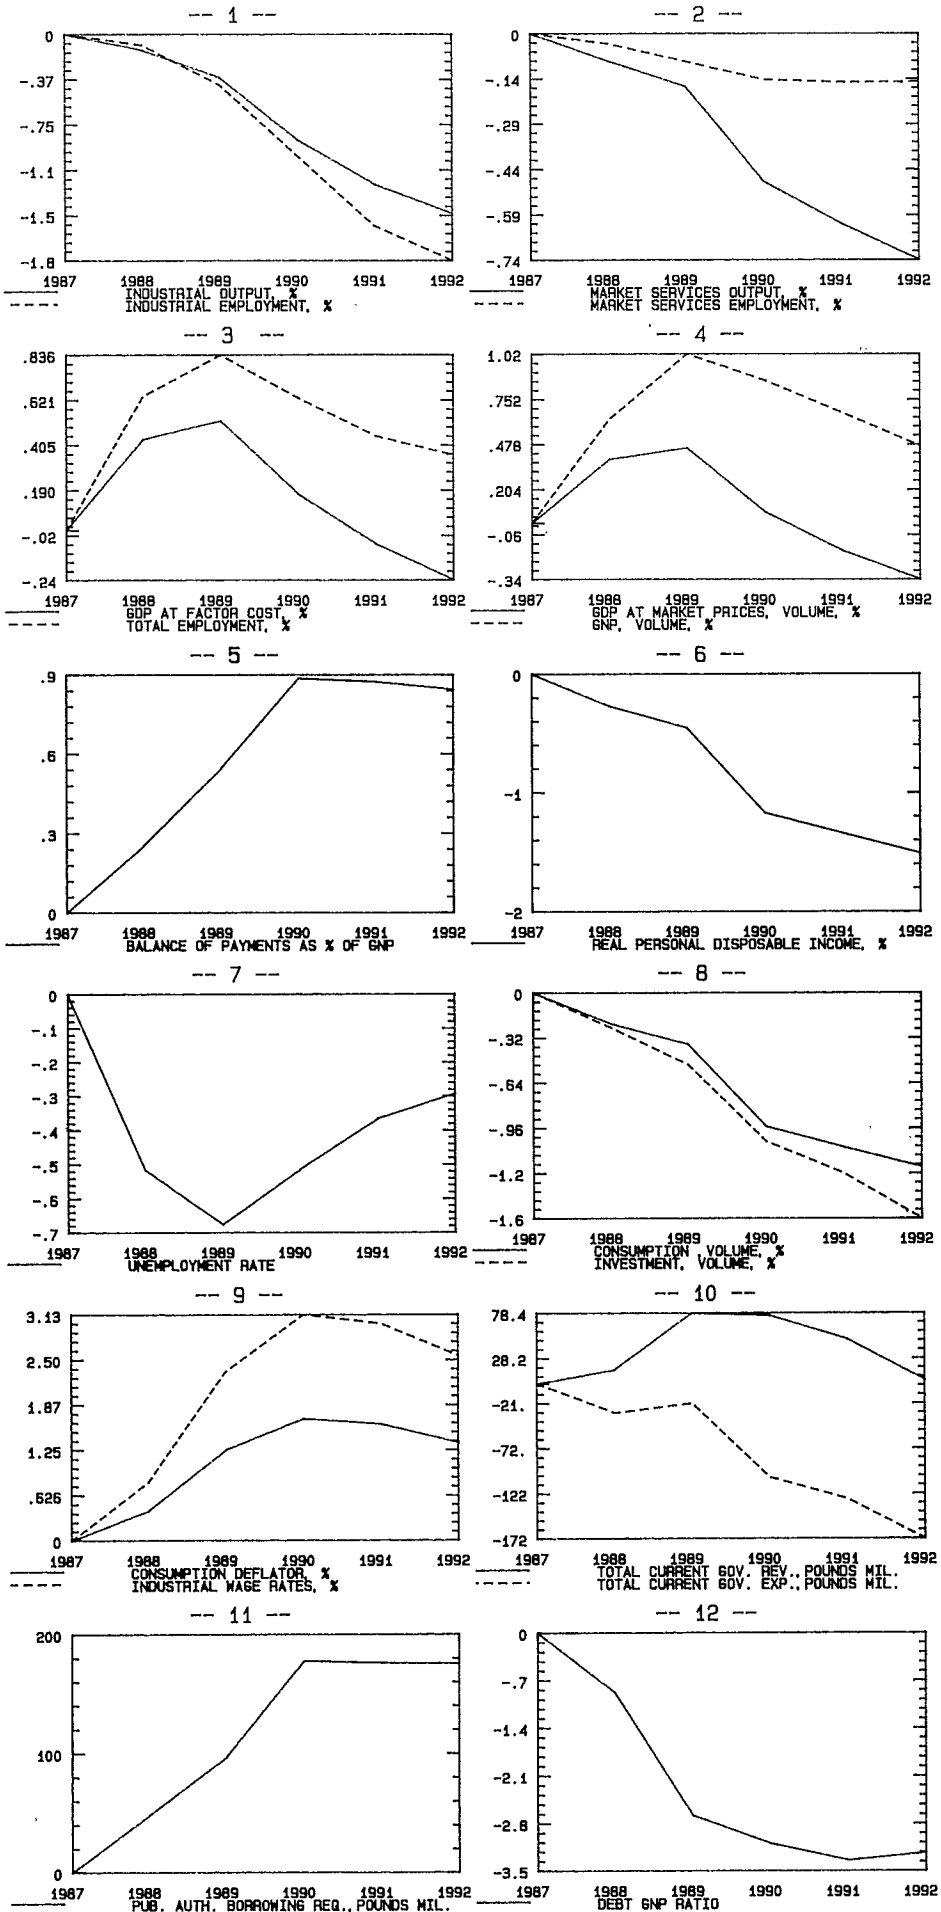 -- 1 --
0
-.37
-.75
-1.1
-1.5
-1.8
1987 1988 1989 1990 1991 1992
INDUSTRIAL OUTPUT, %
INDUSTRIAL EMPLOYMENT, %
-- 2 --
0
-.14
-.29
-.44
-.59
-.74
1987 1988 1989 1990 1991 1992
MARKET SERVICES OUTPUT, %
MARKET SERVICES EMPLOYMENT, %
-- 3 --
.836
.621
.405
.190
-.02
-.24
1987 1988 1989 1990 1991 1992
GDP AT FACTOR COST, %
TOTAL EMPLOYMENT, %
-- 4 --
1.02
.752
.478
.204
-.06
-.34
1987 1988 1989 1990 1991 1992
GDP AT MARKET PRICES, VOLUME, %
GNP, VOLUME, %
-- 5 --
.9
.6
.3
0
1987 1988 1989 1990 1991 1992
BALANCE OF PAYMENTS AS % OF GNP
-- 6 --
0
-1
-2
1987 1988 1989 1990 1991 1992
REAL PERSONAL DISPOSABLE INCOME, %
-- 7 --
0
-.1
-.2
-.3
-.4
-.5
-.6
-.7
1987 1988 1989 1990 1991 1992
UNEMPLOYMENT RATE
-- 8 --
0
-.32
-.64
-.96
-1.2
-1.6
1987 1988 1989 1990 1991 1992
CONSUMPTION , VOLUME, %
INVESTMENT, VOLUME, %
-- 9 --
3.13
2.50
1.87
1.25
.626
0
1987 1988 1989 1990 1991 1992
CONSUMPTION DEFLATOR, %
INDUSTRIAL WAGE RATES, %
-- 10 --
78.4
28.2
-21.
-72.
-122
-172
1987 1988 1989 1990 1991 1992
TOTAL CURRENT GOV. REV., POUNDS MIL.
TOTAL CURRENT GOV. EXP., POUNDS MIL.
-- 11 --
200
100
0
1987 1988 1989 1990 1991 1992
PUB. AUTH. BORROWING REQ., POUNDS MIL.
-- 12 --
0
-.7
-1.4
-2.1
-2.8
-3.5
1987 1988 1989 1990 1991 1992
DEBT GNP RATIO